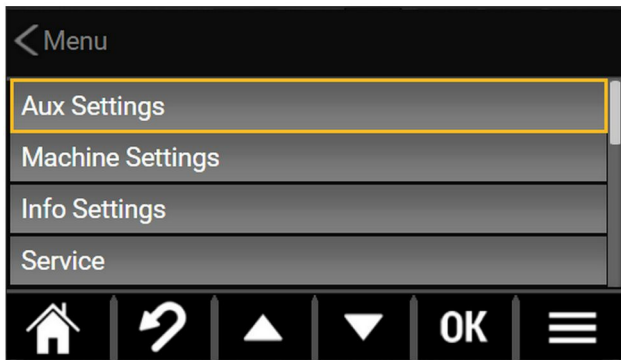 Menu
Aux Settings
Machine Settings
Info Settings
Service
OK